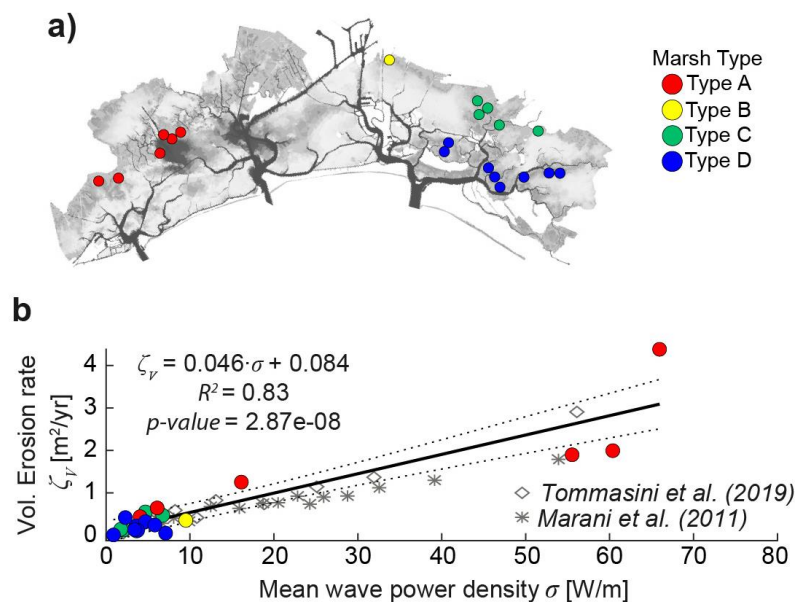 a)
Marsh Type
Type A
Type B
Type C
Type D
b
ζV = 0.046·σ + 0.084
R² = 0.83
p-value = 2.87e-08
Vol. Erosion rate
ζV [m²/yr]
4
3
2
1
0
Tommasini et al. (2019)
Marani et al. (2011)
0 10 20 30 40 50 60 70 80
Mean wave power density σ [W/m]